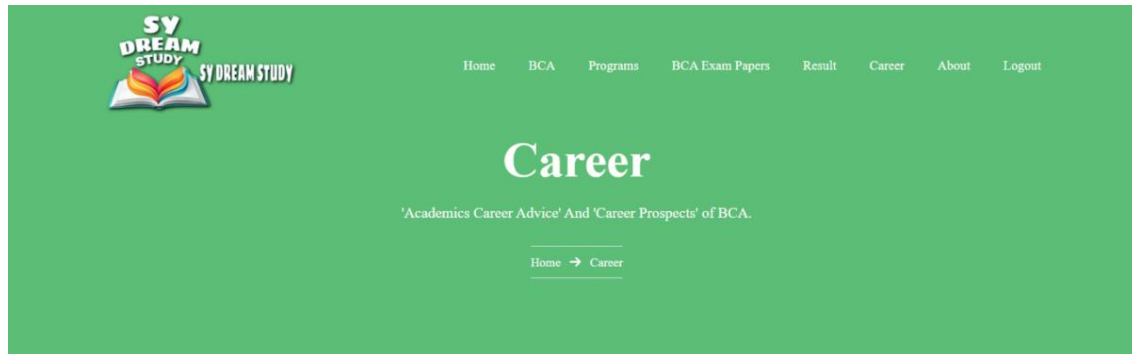 SY
DREAM
STUDY
SY DREAM STUDY
Home BCA Programs BCA Exam Papers Result Career About Logout
Career
'Academics Career Advice' And 'Career Prospects' of BCA.
Home → Career